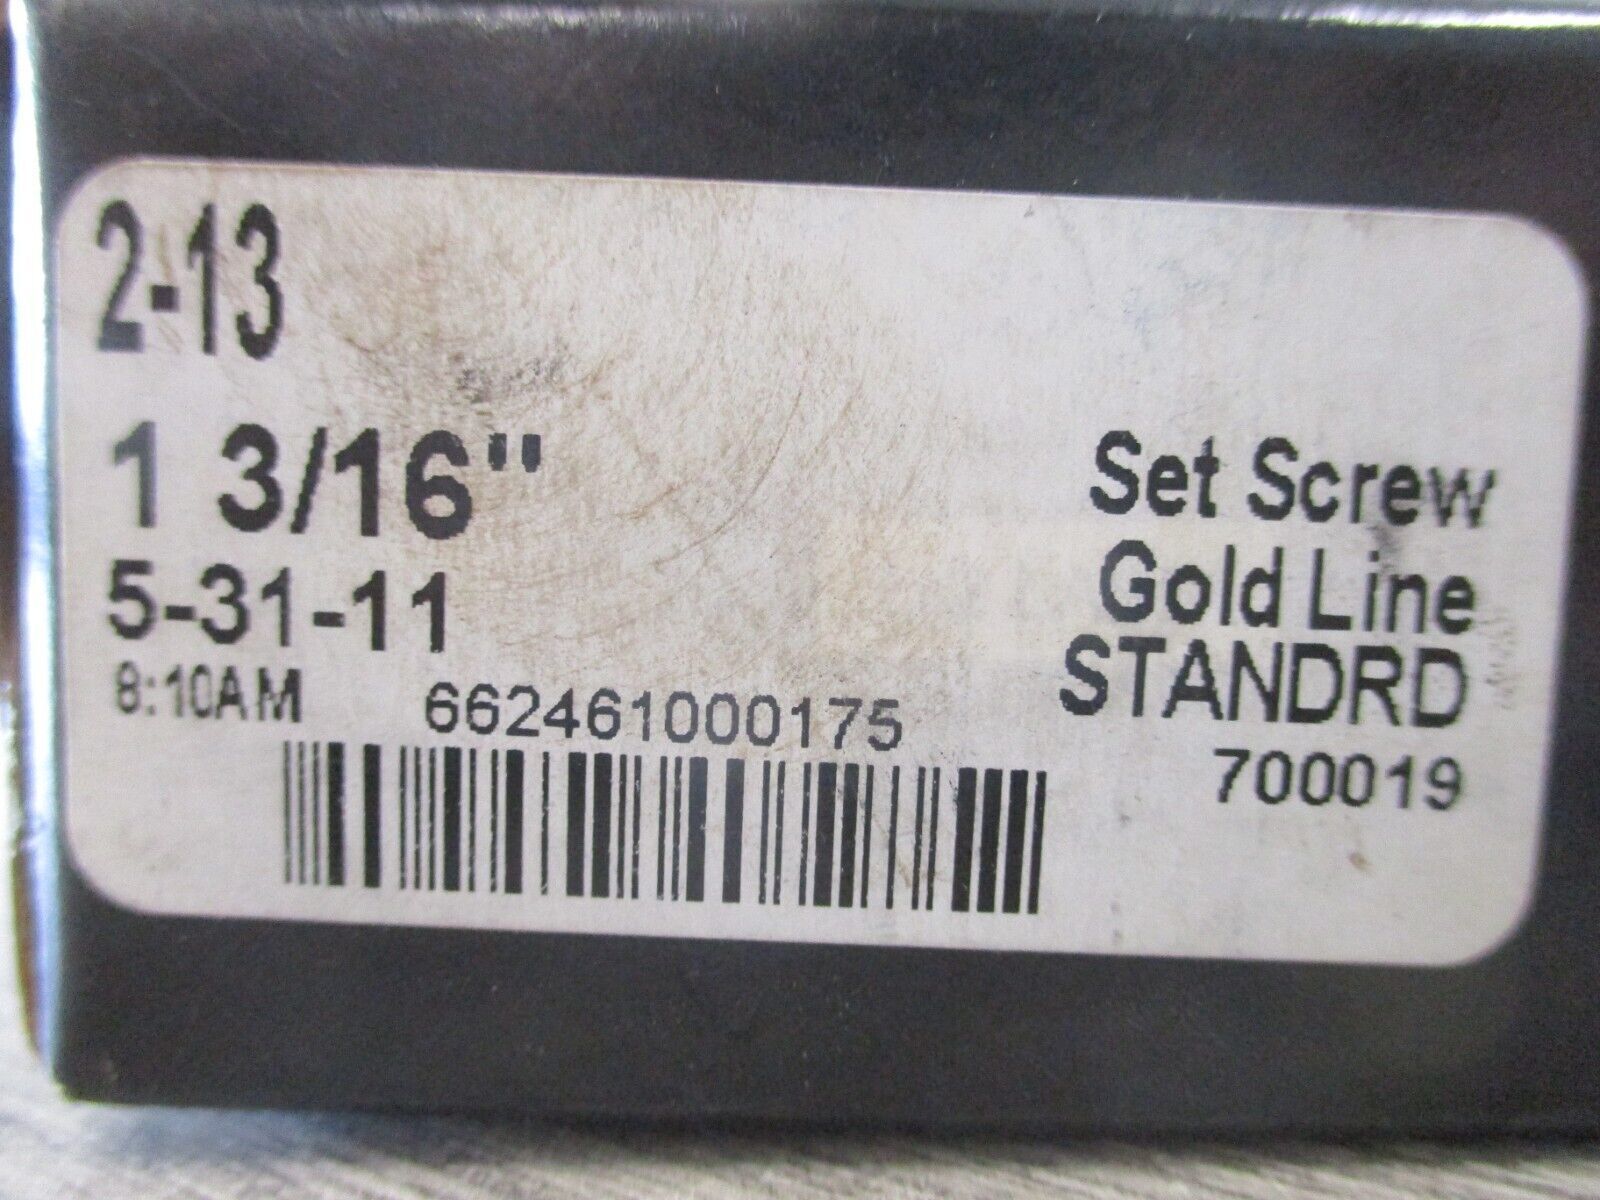 2-13
1 3/16"
5-31-11
8:10AM
662461000175
Set Screw
Gold Line
STANDRD
700019